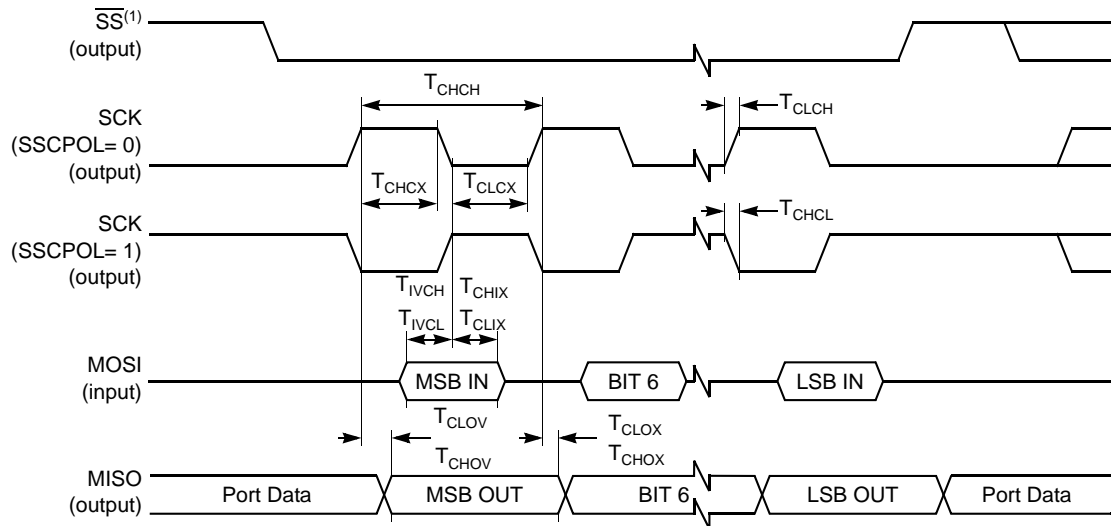 SS(1)
(output)
TCHCH
SCK
(SSCPOL= 0)
(output)
TCLCH
TCHCX
TCLCX
SCK
(SSCPOL= 1)
(output)
TCHCL
TIVCH
TCHIX
TIVCL
TCLIX
MOSI
(input)
MSB IN
BIT 6
LSB IN
TCLOV
TCLOX
TCHOV
TCHOX
MISO
(output)
Port Data
MSB OUT
BIT 6
LSB OUT
Port Data